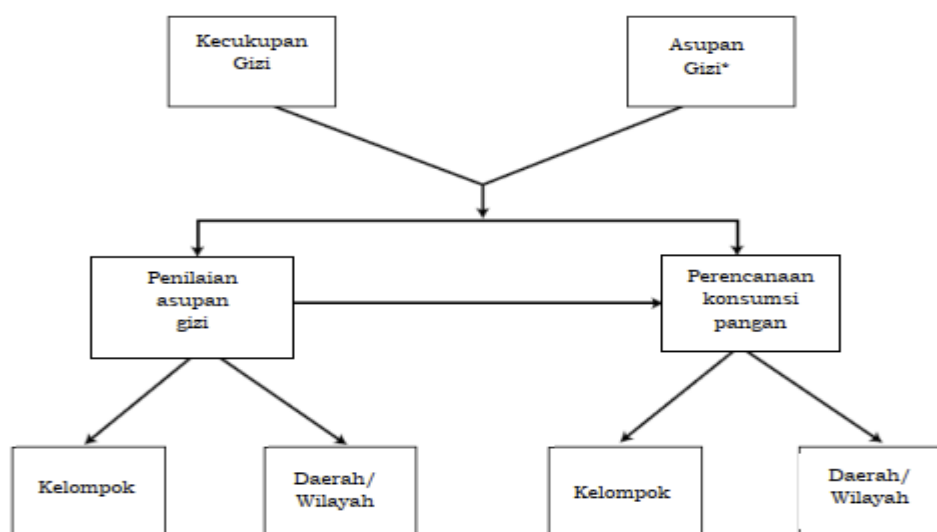 Kecukupan
Gizi
Asupan
Gizi*
Penilaian
asupan
gizi
Perencanaan
konsumsi
pangan
Kelompok
Daerah/
Wilayah
Kelompok
Daerah/
Wilayah